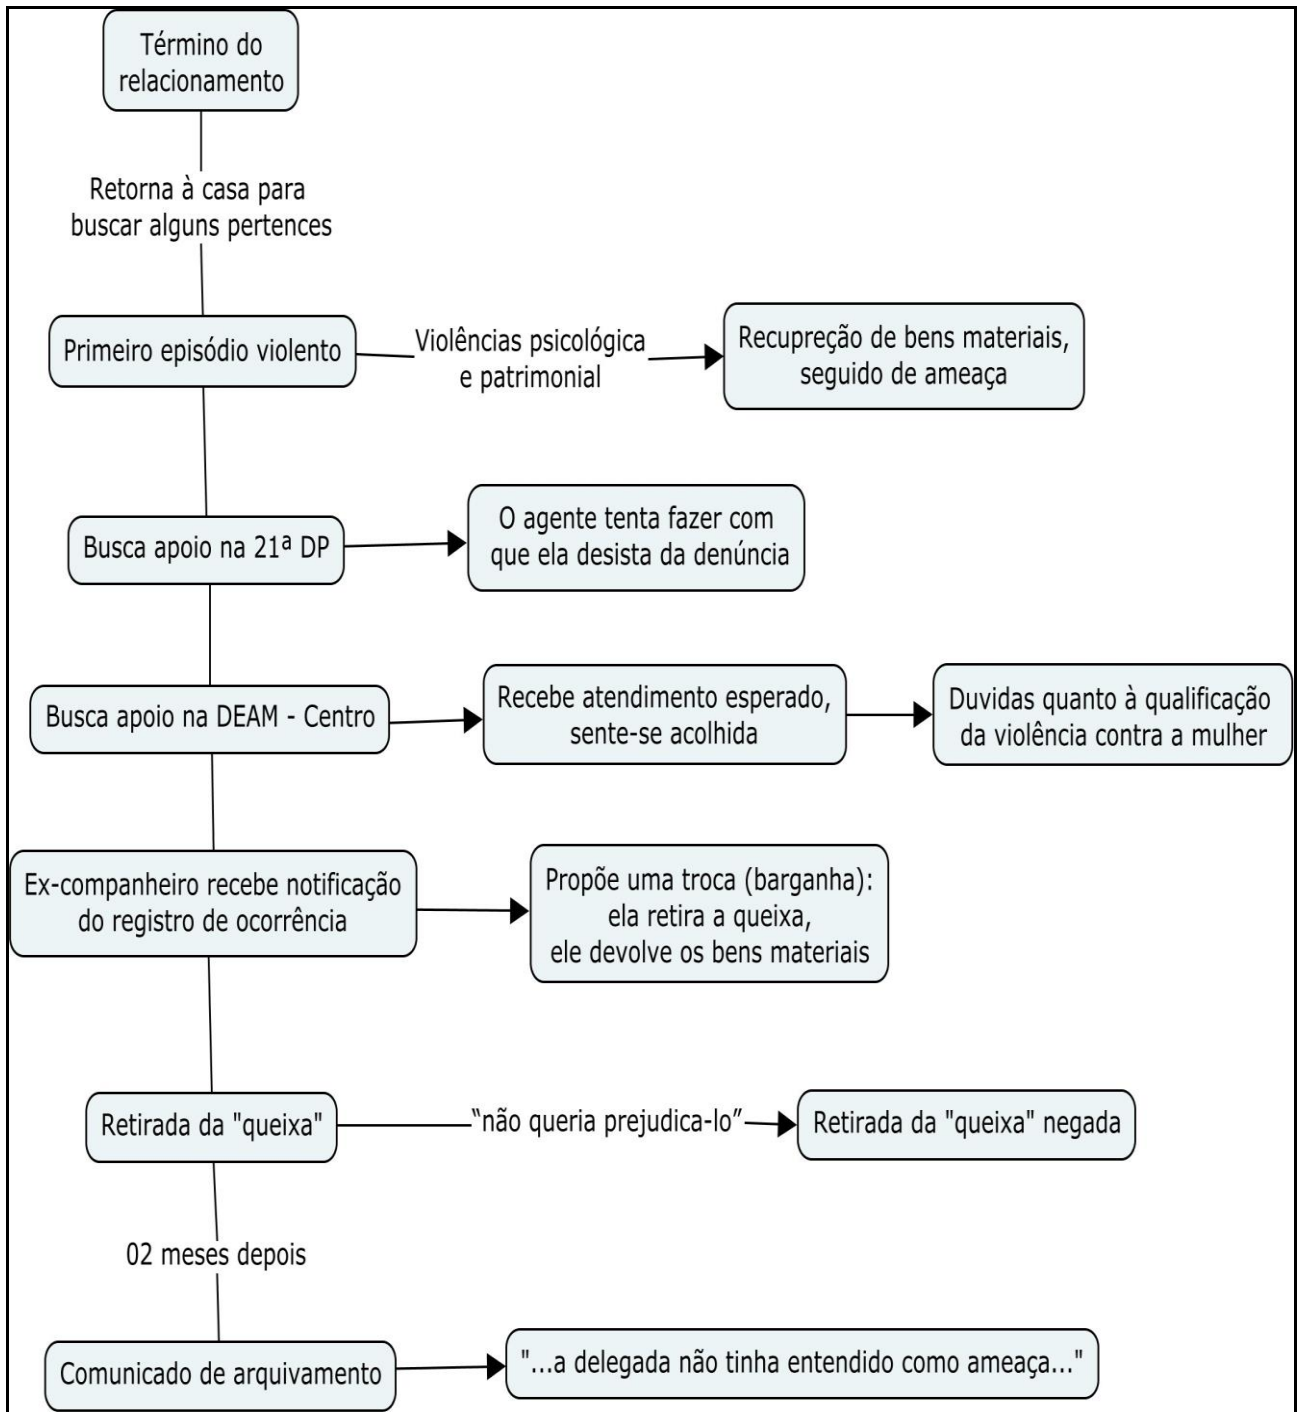 Término do
relacionamento
Retorna à casa para
buscar alguns pertences
Primeiro episódio violento
Violências psicológica
e patrimonial
Recupreção de bens materiais,
seguido de ameaça
Busca apoio na 21ª DP
O agente tenta fazer com
que ela desista da denúncia
Busca apoio na DEAM - Centro
Recebe atendimento esperado,
sente-se acolhida
Duvidas quanto à qualificação
da violência contra a mulher
Ex-companheiro recebe notificação
do registro de ocorrência
Propõe uma troca (barganha):
ela retira a queixa,
ele devolve os bens materiais
Retirada da "queixa"
“não queria prejudica-lo”
Retirada da "queixa" negada
02 meses depois
Comunicado de arquivamento
"...a delegada não tinha entendido como ameaça..."